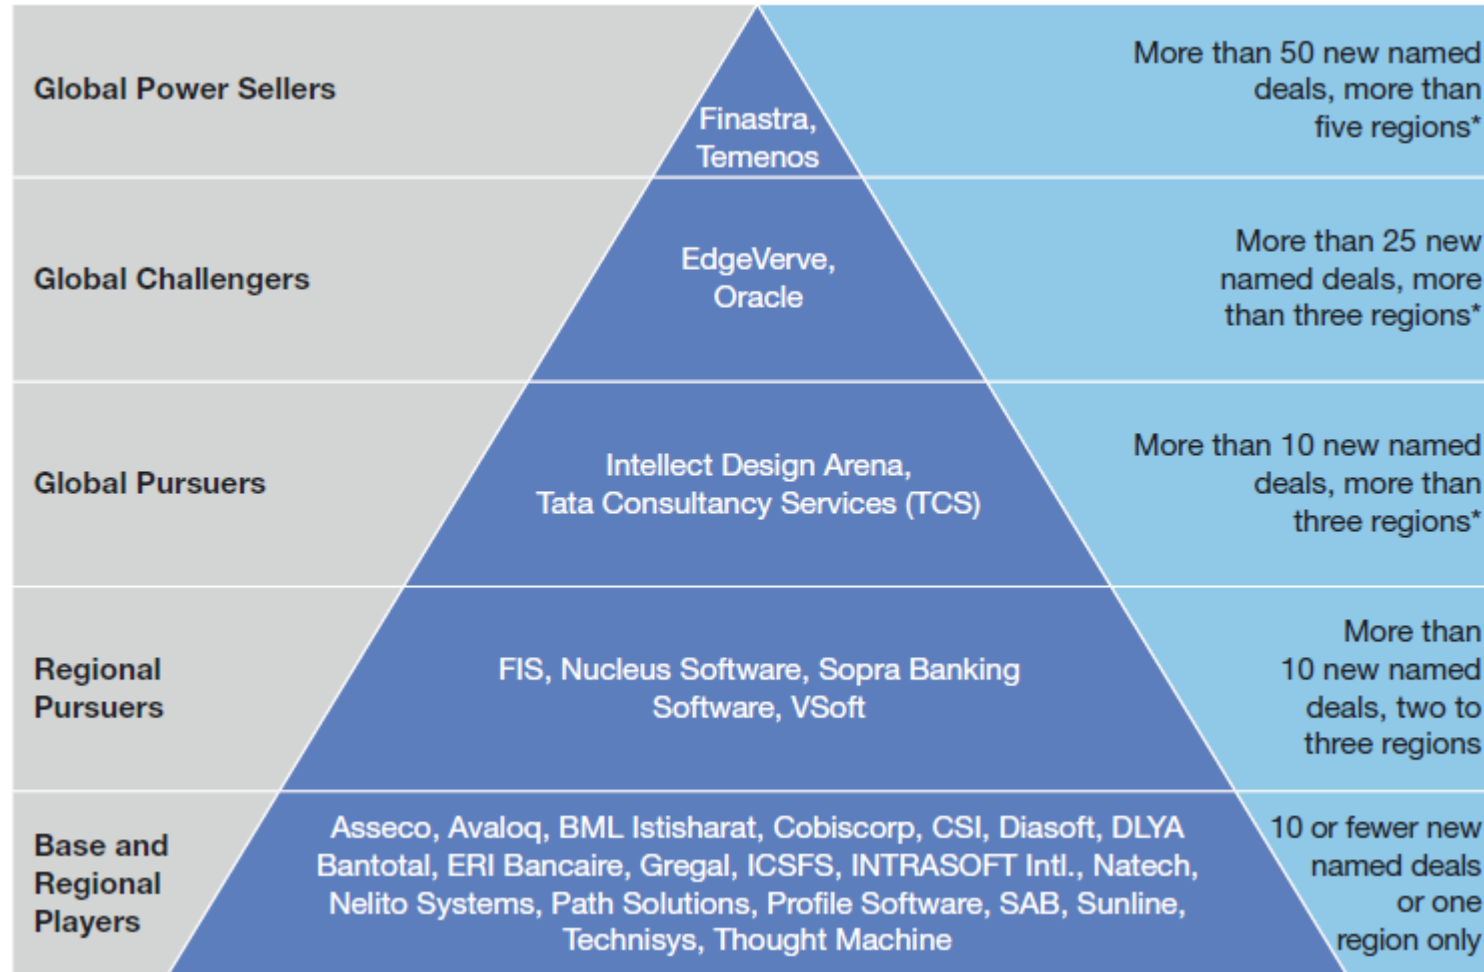 Global Power Sellers
Finastra,
Temenos
More than 50 new named
deals, more than
five regions*
Global Challengers
EdgeVerve,
Oracle
More than 25 new
named deals, more
than three regions*
Global Pursuers
Intellect Design Arena,
Tata Consultancy Services (TCS)
More than 10 new named
deals, more than
three regions*
Regional
Pursuers
FIS, Nucleus Software, Sopra Banking
Software, VSoft
More than
10 new named
deals, two to
three regions
Base and
Regional
Players
Asseco, Avaloq, BML Istisharat, Cobiscorp, CSI, Diasoft, DLYA
Bantotal, ERI Bancaire, Gregal, ICSFS, INTRASOFT Intl., Natech,
Nelito Systems, Path Solutions, Profile Software, SAB, Sunline,
Technisys, Thought Machine
10 or fewer new
named deals
or one
region only